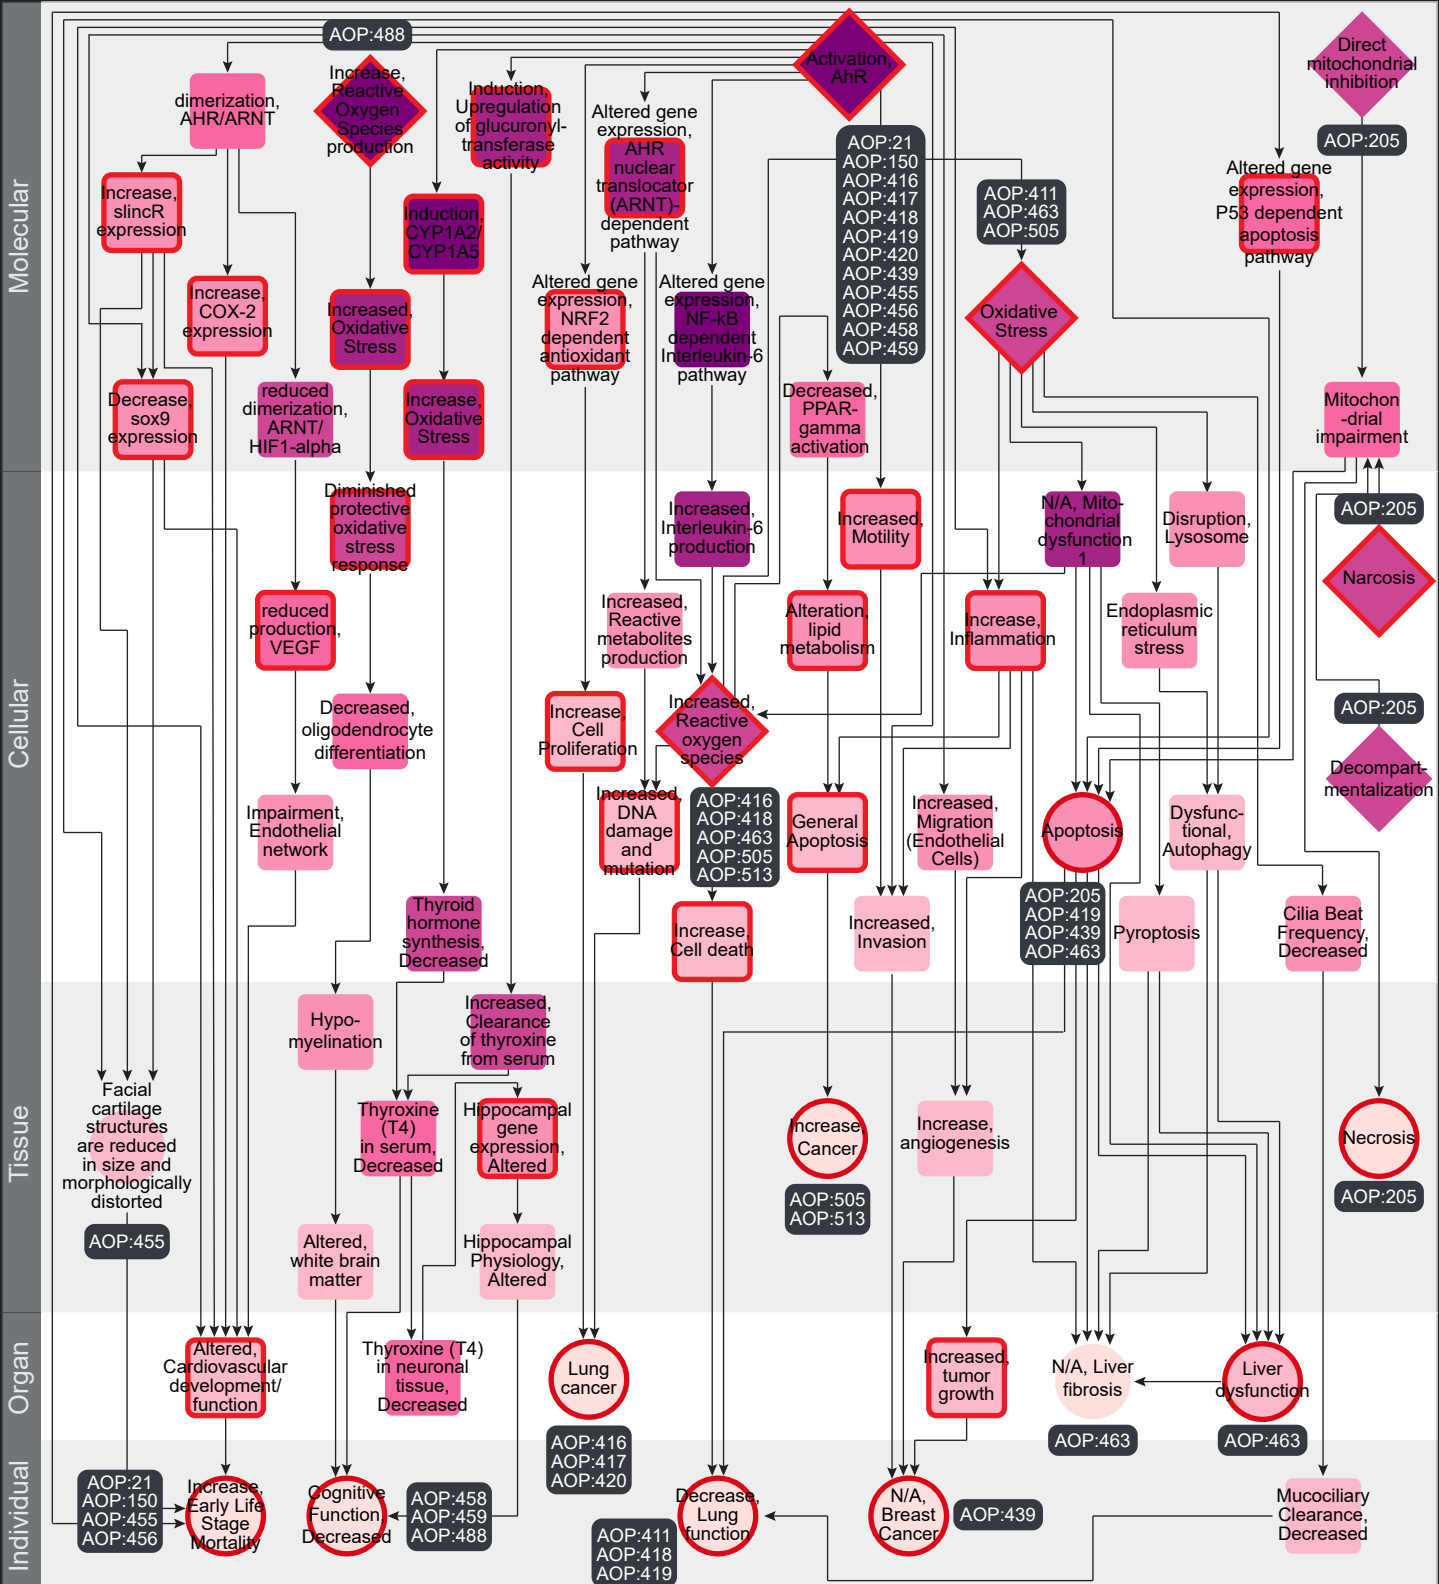 Molecular
Cellular
Tissue
Organ
Individual
AOP:488
dimerization,
AHR/ARNT
Increase,
Reactive
Oxygen
Species
production
Induction,
Upregulation
of glucuronyl-
transferase
activity
Altered gene
expression,
AHR
nuclear
translocator
(ARNT)-
dependent
pathway
Activation,
AhR
Direct
mitochondrial
inhibition
AOP:205
AOP:21
AOP:150
AOP:416
AOP:417
AOP:418
AOP:419
AOP:420
AOP:439
AOP:455
AOP:456
AOP:458
AOP:459
AOP:411
AOP:463
AOP:505
Altered gene
expression,
P53 dependent
apoptosis
pathway
Increase,
slincR
expression
Induction,
CYP1A2/
CYP1A5
Increase,
COX-2
expression
Increased,
Oxidative
Stress
Altered gene
expression,
NRF2
dependent
antioxidant
pathway
Altered gene
expression,
NF-kB
dependent
Interleukin-6
pathway
Oxidative
Stress
Decrease,
sox9
expression
reduced
dimerization,
ARNT/
HIF1-alpha
Increase,
Oxidative
Stress
Decreased,
PPAR-
gamma
activation
Mitochon
-drial
impairment
Diminished
protective
oxidative
stress
response
Increased,
Interleukin-6
production
Increased,
Motility
N/A, Mito-
chondrial
dysfunction
1
Disruption,
Lysosome
AOP:205
Narcosis
reduced
production,
VEGF
Increased,
Reactive
metabolites
production
Alteration,
lipid
metabolism
Increase,
Inflammation
Endoplasmic
reticulum
stress
Decreased,
oligodendrocyte
differentiation
Increase,
Cell
Proliferation
Increased,
Reactive
oxygen
species
AOP:205
Decompart-
mentalization
Impairment,
Endothelial
network
Increased,
DNA
damage
and
mutation
AOP:416
AOP:418
AOP:463
AOP:505
AOP:513
General
Apoptosis
Increased,
Migration
(Endothelial
Cells)
Apoptosis
Dysfunc-
tional,
Autophagy
Thyroid
hormone
synthesis,
Decreased
Increase,
Cell death
Increased,
Invasion
AOP:205
AOP:419
AOP:439
AOP:463
Pyroptosis
Cilia Beat
Frequency,
Decreased
Hypo-
myelination
Increased,
Clearance
of thyroxine
from serum
Facial
cartilage
structures
are reduced
in size and
morphologically
distorted
AOP:455
Thyroxine
(T4)
in serum,
Decreased
Hippocampal
gene
expression,
Altered
Increase,
Cancer
AOP:505
AOP:513
Increase,
angiogenesis
Necrosis
AOP:205
Altered,
white brain
matter
Hippocampal
Physiology,
Altered
Altered,
Cardiovascular
development/
function
Thyroxine (T4)
in neuronal
tissue,
Decreased
Lung
cancer
AOP:416
AOP:417
AOP:420
Increased,
tumor
growth
N/A, Liver
fibrosis
AOP:463
Liver
dysfunction
AOP:463
AOP:21
AOP:150
AOP:455
AOP:456
Increase,
Early Life
Stage
Mortality
Cognitive
Function,
Decreased
AOP:458
AOP:459
AOP:488
AOP:411
AOP:418
AOP:419
Decrease,
Lung
function
N/A,
Breast
Cancer
AOP:439
Mucociliary
Clearance,
Decreased